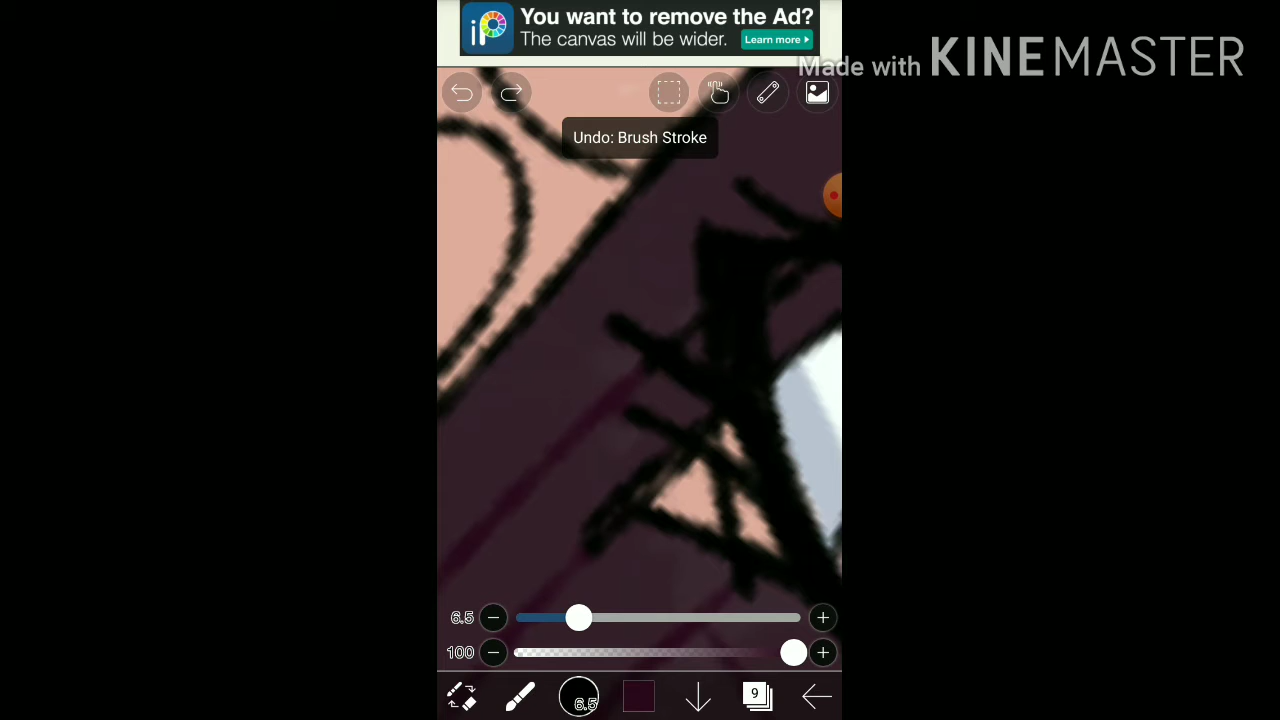 iP
You want to remove the Ad?
The canvas will be wider.
Learn more
Made with KINEMASTER
Undo: Brush Stroke
6.5
100
6.5
9